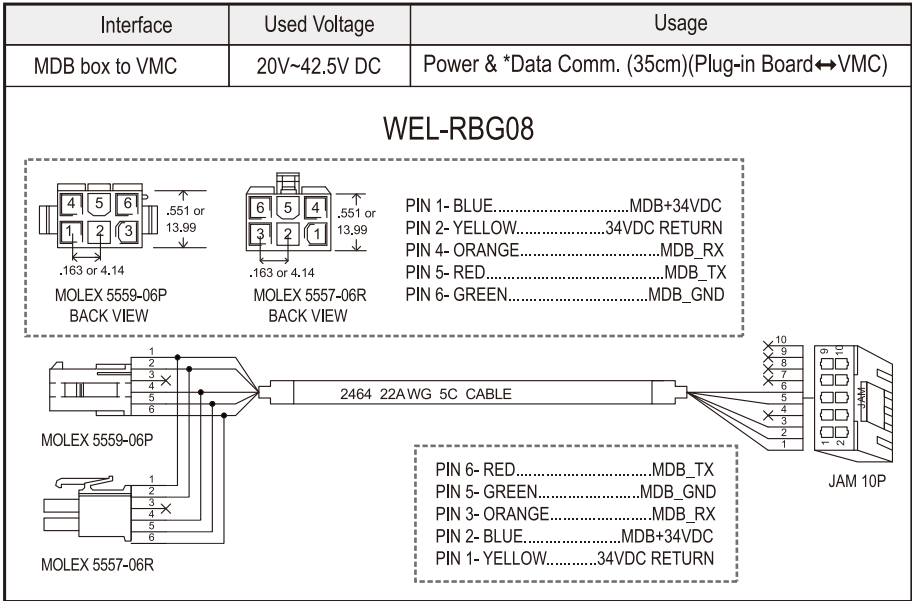 Interface Used Voltage Usage
MDB box to VMC 20V~42.5V DC Power & *Data Comm. (35cm)(Plug-in Board↔VMC)
WEL-RBG08
4 5 6
1 2 3
.551 or
13.99
.163 or 4.14
MOLEX 5559-06P
BACK VIEW
6 5 4
3 2 1
.551 or
13.99
.163 or 4.14
MOLEX 5557-06R
BACK VIEW
PIN 1- BLUE..............................MDB+34VDC
PIN 2- YELLOW......................34VDC RETURN
PIN 4- ORANGE..............................MDB_RX
PIN 5- RED......................................MDB_TX
PIN 6- GREEN..............................MDB_GND
1
2
3
4
5
6
MOLEX 5559-06P
2464 22AWG 5C CABLE
10
9
8
7
6
5
4
3
2
1
9 10
JAM
1 2
JAM 10P
1
2
3
4
5
6
MOLEX 5557-06R
PIN 6- RED..............................MDB_TX
PIN 5- GREEN......................MDB_GND
PIN 3- ORANGE......................MDB_RX
PIN 2- BLUE......................MDB+34VDC
PIN 1- YELLOW............34VDC RETURN